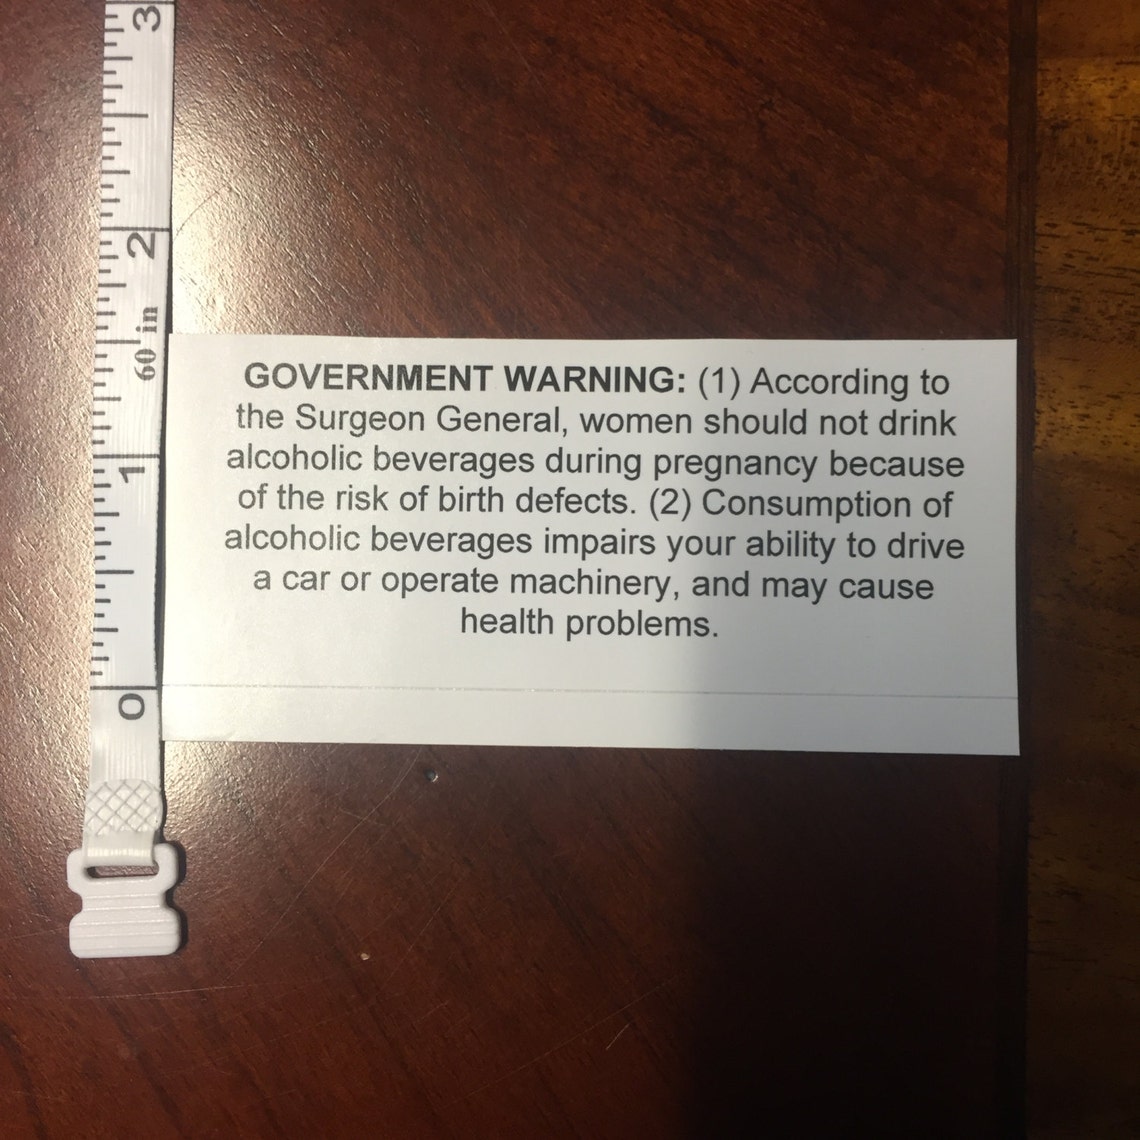 3
2
60 in
1
0
GOVERNMENT WARNING: (1) According to
the Surgeon General, women should not drink
alcoholic beverages during pregnancy because
of the risk of birth defects. (2) Consumption of
alcoholic beverages impairs your ability to drive
a car or operate machinery, and may cause
health problems.